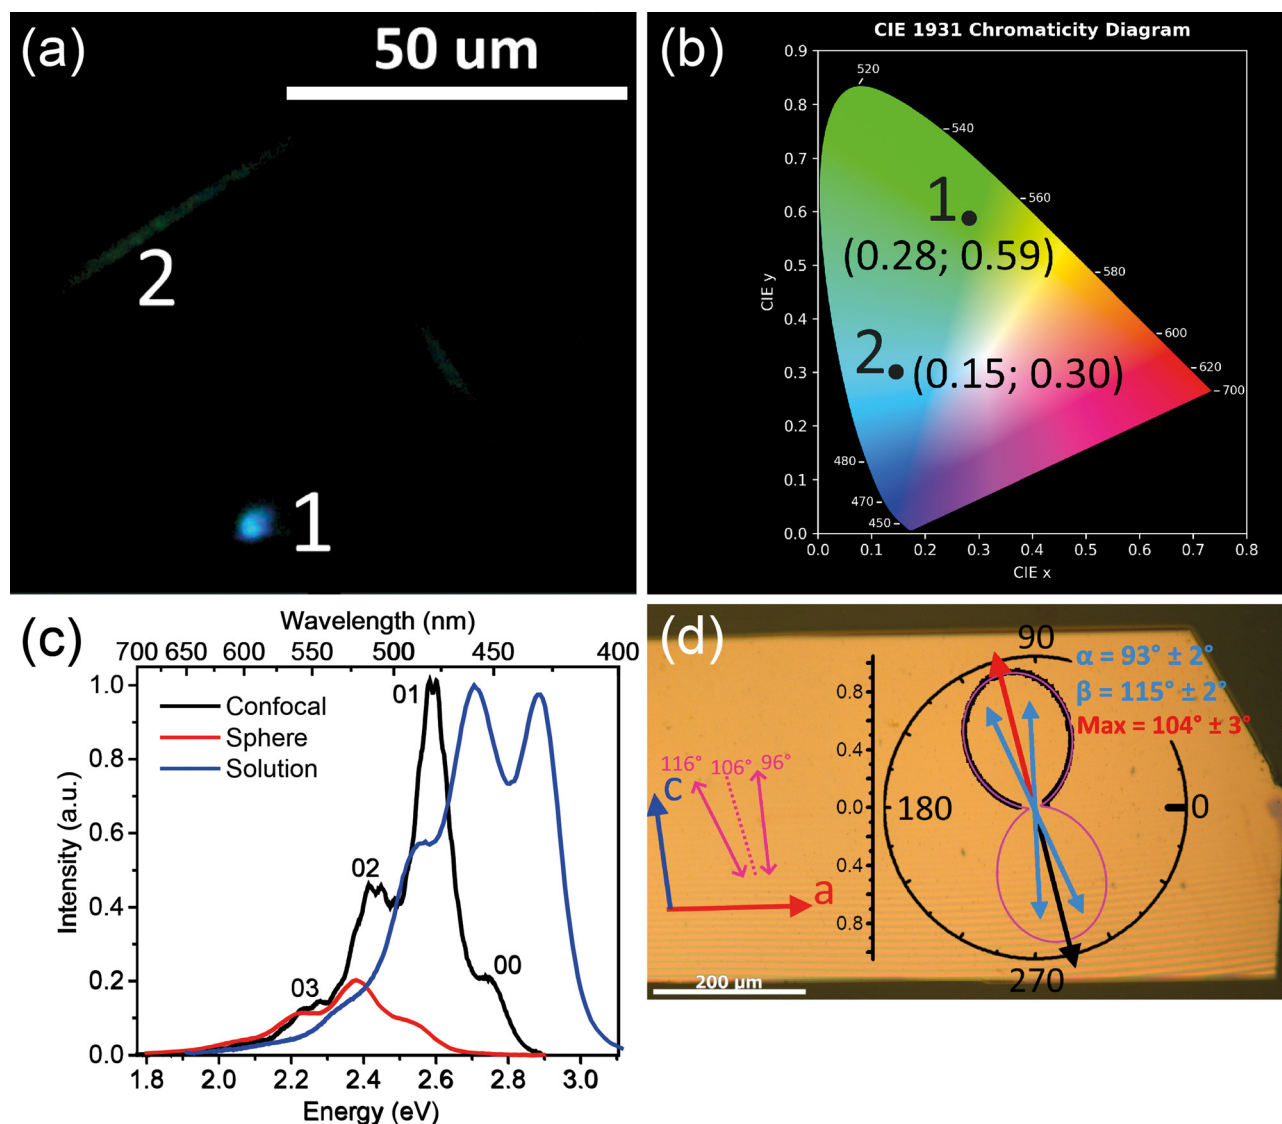 (a)
50 um
2
1
(b)
CIE 1931 Chromaticity Diagram
0.9
0.8
0.7
0.6
0.5
0.4
0.3
0.2
0.1
0.0
CIE y
520
540
560
580
600
620
700
480
470
450
1
(0.28; 0.59)
2
(0.15; 0.30)
0.0 0.1 0.2 0.3 0.4 0.5 0.6 0.7 0.8
CIE x
(c)
Wavelength (nm)
700 650 600 550 500 450 400
Confocal
Sphere
Solution
01
02
03
00
1.0
0.8
0.6
0.4
0.2
0.0
Intensity (a.u.)
1.8 2.0 2.2 2.4 2.6 2.8 3.0
Energy (eV)
(d)
90
α = 93° ± 2°
β = 115° ± 2°
Max = 104° ± 3°
0.8
0.4
0.0
0.4
0.8
180
0
270
116° 106° 96°
c
a
200 µm